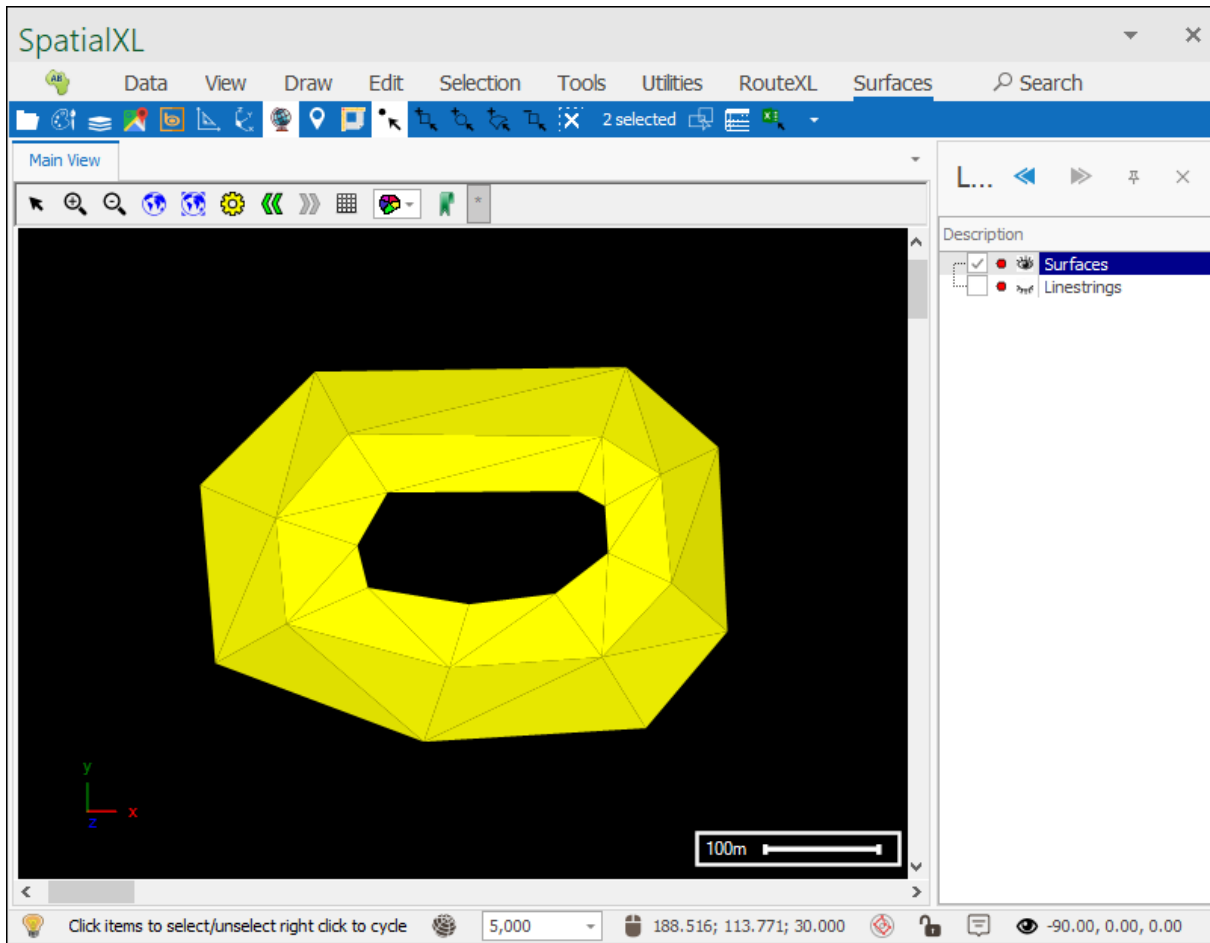 SpatialXL
AB Data View Draw Edit Selection Tools Utilities RouteXL Surfaces Search
2 selected
Main View
L...
*
Description
Surfaces
Linestrings
y
x
z
100m
Click items to select/unselect right click to cycle 5,000 188.516; 113.771; 30.000 -90.00, 0.00, 0.00